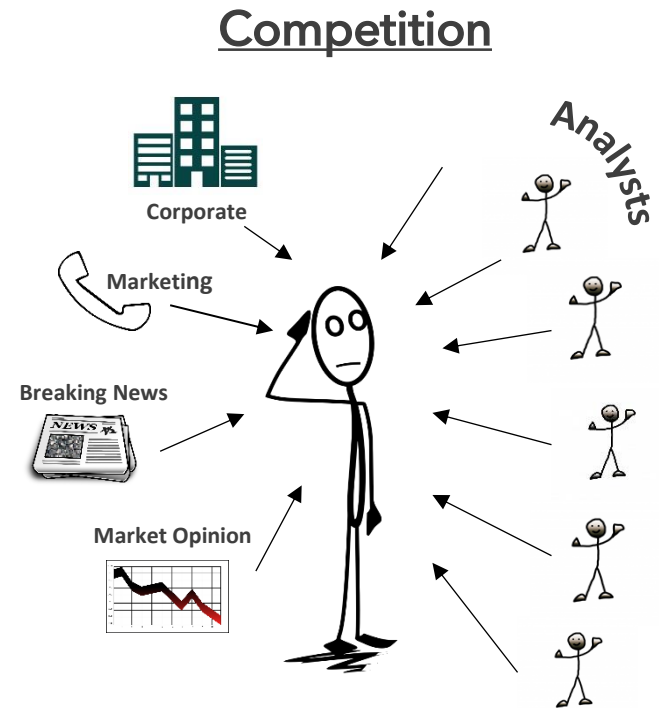 Competition
Analysts
Corporate
Marketing
Breaking News
NEWS
Market Opinion